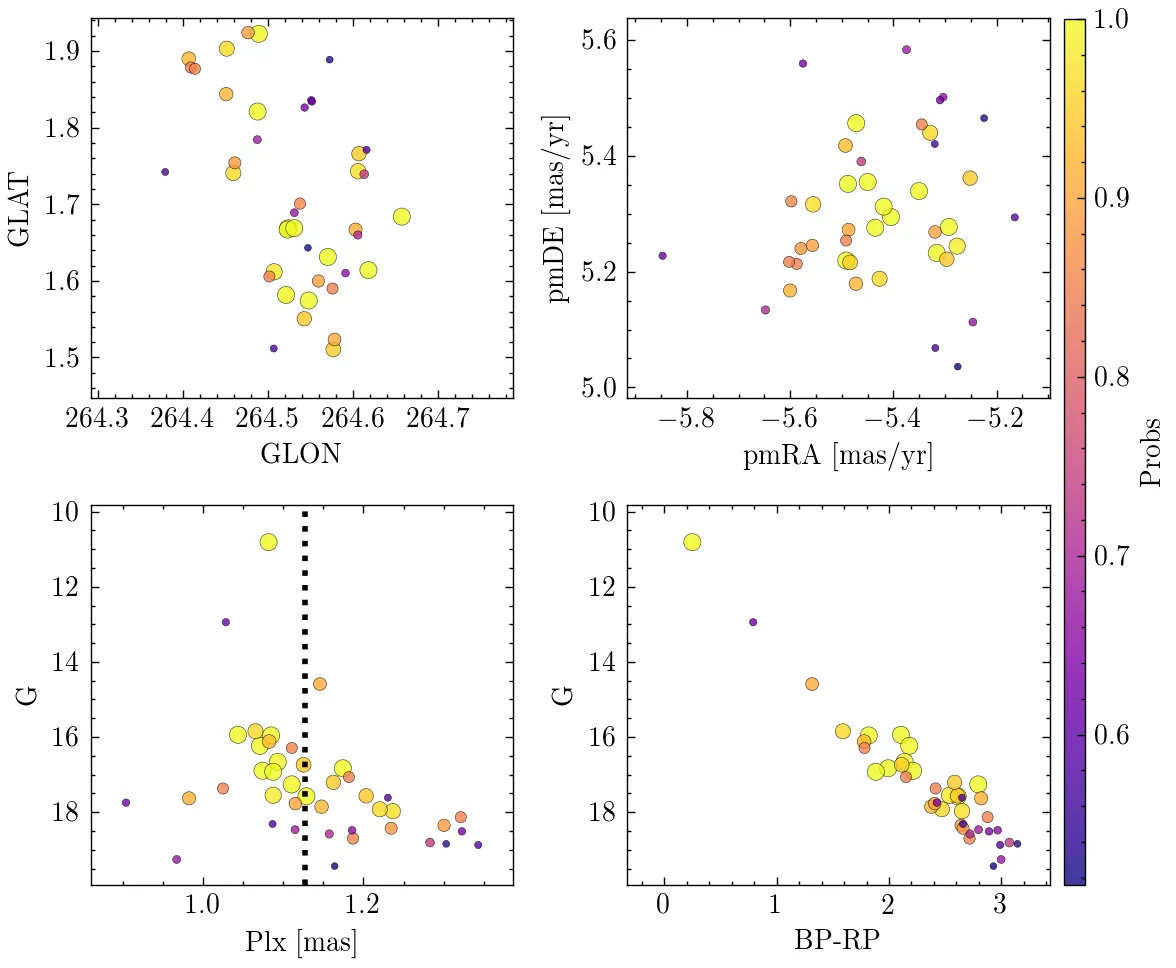 1.9
1.8
1.7
1.6
1.5
GLAT
264.3 264.4 264.5 264.6 264.7
GLON
5.6
5.4
5.2
5.0
pmDE [mas/yr]
−5.8 −5.6 −5.4 −5.2
pmRA [mas/yr]
1.0
0.9
0.8
0.7
0.6
Probs
10
12
14
16
18
G
1.0 1.2
Plx [mas]
10
12
14
16
18
G
0 1 2 3
BP-RP